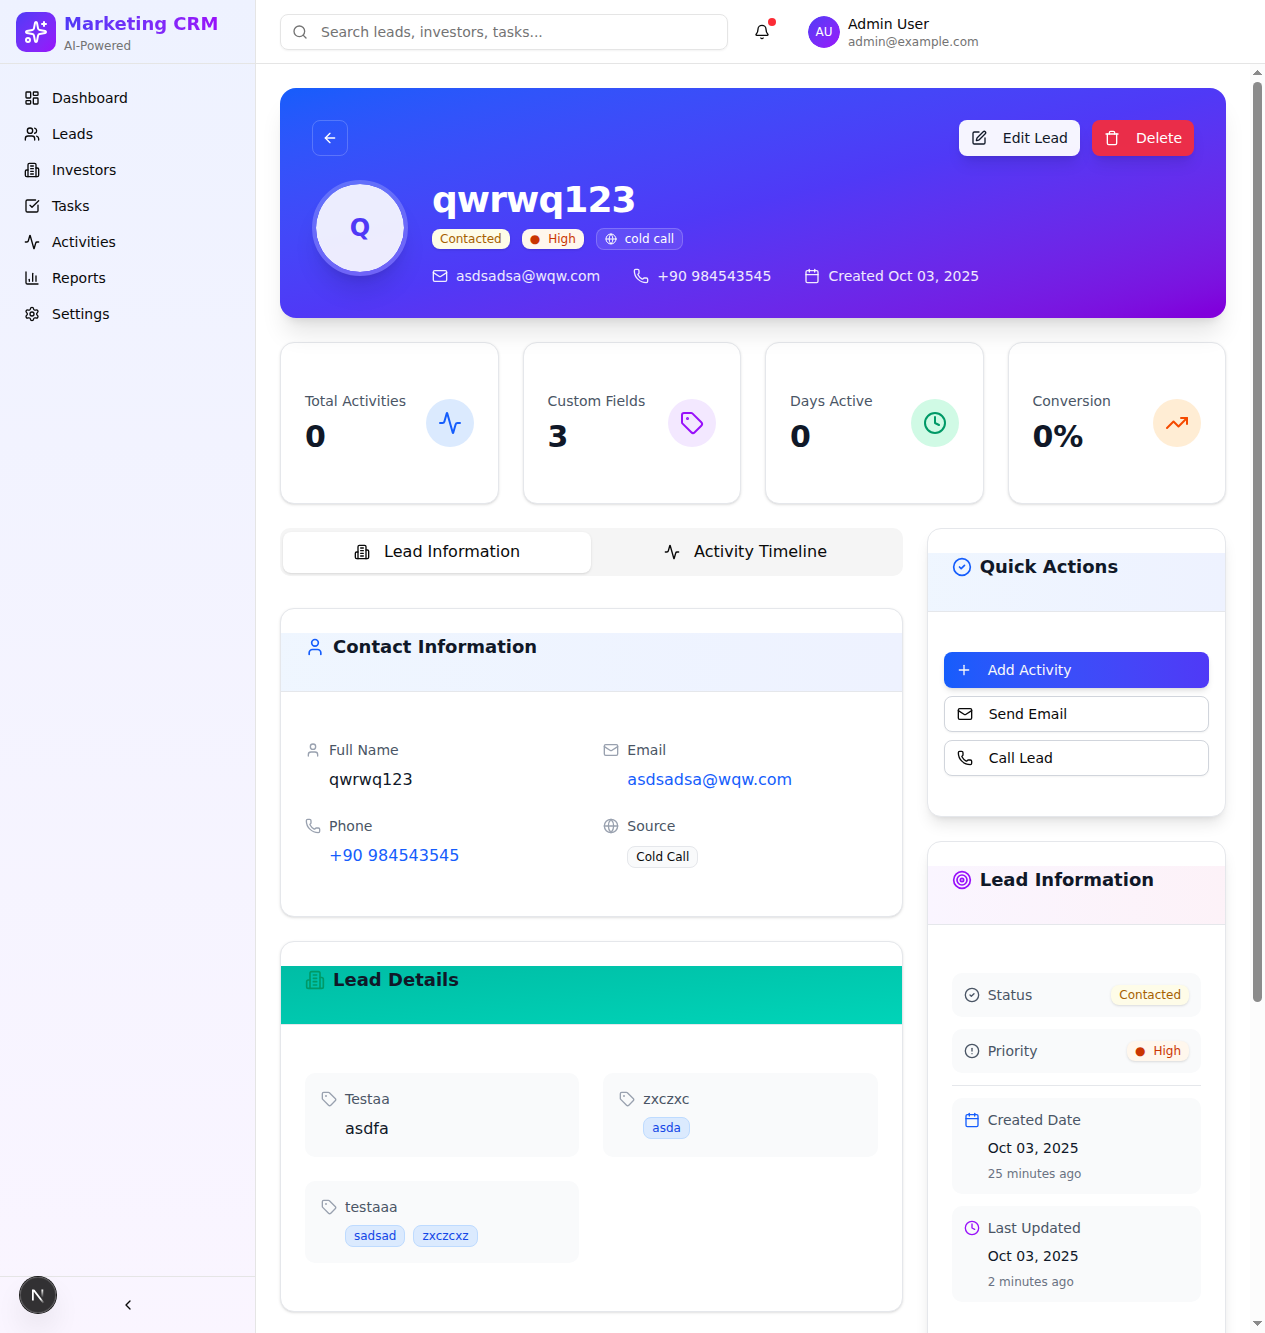 Marketing CRM
AI-Powered
Search leads, investors, tasks...
AU
Admin User
admin@example.com
Dashboard
Leads
Investors
Tasks
Activities
Reports
Settings
Edit Lead
Delete
Q
qwrwq123
Contacted
High
cold call
asdsadsa@wqw.com
+90 984543545
Created Oct 03, 2025
Total Activities
0
Custom Fields
3
Days Active
0
Conversion
0%
Lead Information
Activity Timeline
Contact Information
Full Name
qwrwq123
Email
asdsadsa@wqw.com
Phone
+90 984543545
Source
Cold Call
Lead Details
Testaa
asdfa
zxczxc
asda
testaaa
sadsad
zxczcxz
Quick Actions
Add Activity
Send Email
Call Lead
Lead Information
Status
Contacted
Priority
High
Created Date
Oct 03, 2025
25 minutes ago
Last Updated
Oct 03, 2025
2 minutes ago
N